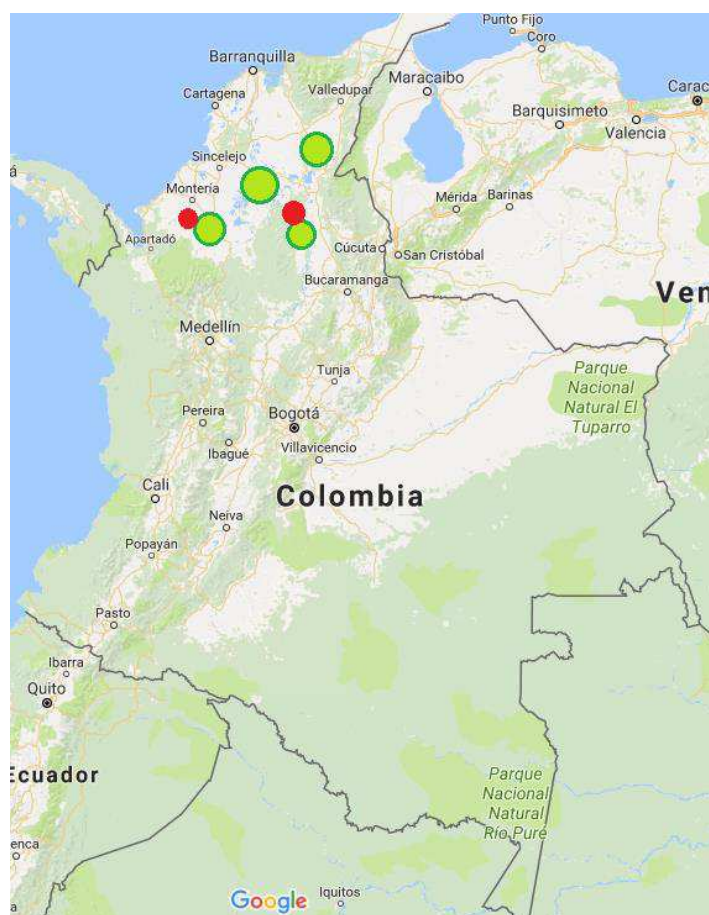 Punto Fijo
Coro
Barranquilla
Maracaibo
Carac
Cartagena
Valledupar
Barquisimeto
Valencia
Sincelejo
á
Montería
Mérida
Barinas
Apartadó
Cúcuta
San Cristóbal
Bucaramanga
Ven
Medellín
Parque
Nacional
Natural El
Tuparro
Tunja
Pereira
Bogotá
Ibagué
Villavicencio
Cali
Colombia
Neiva
Popayán
Pasto
Ibarra
Quito
Ecuador
Parque
Nacional
Natural
Río Puré
enca
Google
Iquitos
a